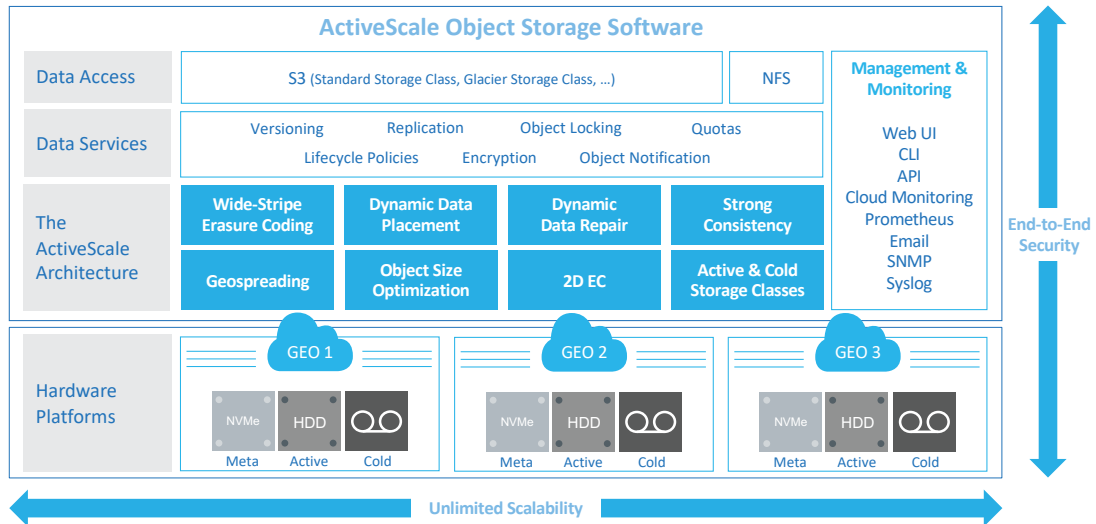 ActiveScale Object Storage Software
Data Access
S3 (Standard Storage Class, Glacier Storage Class, ...)
NFS
Data Services
Versioning Replication Object Locking Quotas
Lifecycle Policies Encryption Object Notification
The
ActiveScale
Architecture
Wide-Stripe
Erasure Coding
Dynamic Data
Placement
Dynamic
Data Repair
Strong
Consistency
Geospreading
Object Size
Optimization
2D EC
Active & Cold
Storage Classes
Management &
Monitoring
Web UI
CLI
API
Cloud Monitoring
Prometheus
Email
SNMP
Syslog
End-to-End
Security
Hardware
Platforms
GEO 1
NVMe HDD
Meta Active Cold
GEO 2
NVMe HDD
Meta Active Cold
GEO 3
NVMe HDD
Meta Active Cold
Unlimited Scalability